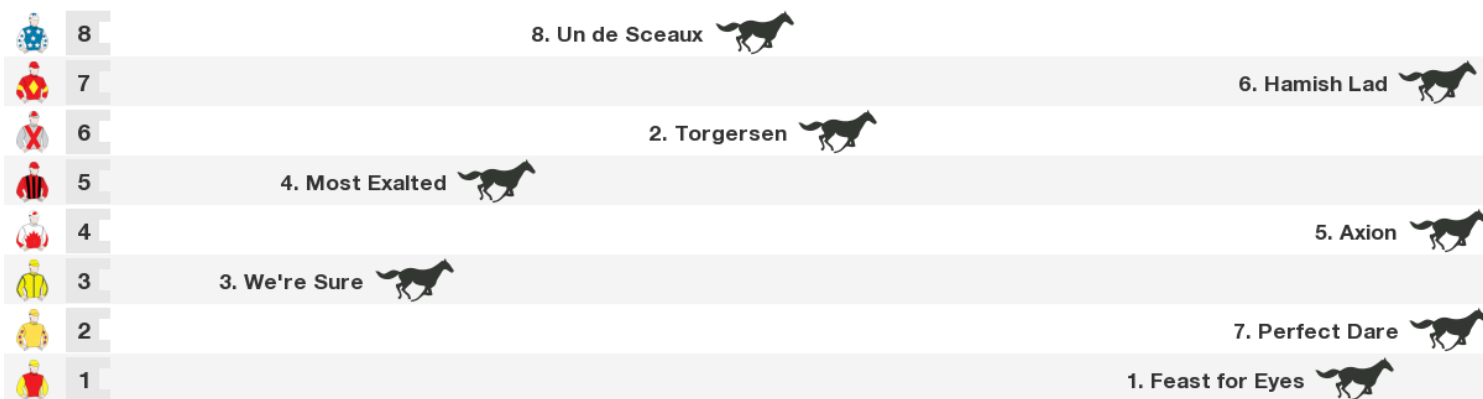 8 8. Un de Sceaux
7 6. Hamish Lad
6 2. Torgersen
5 4. Most Exalted
4 5. Axion
3 3. We're Sure
2 7. Perfect Dare
1 1. Feast for Eyes